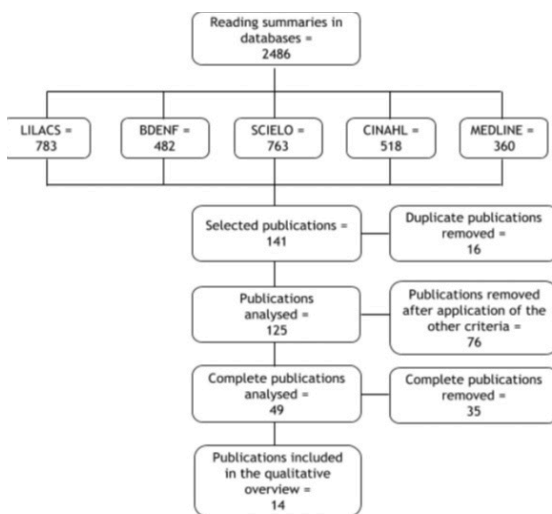 Reading summaries in
databases =
2486
LILACS =
783
BDENF =
482
SCIELO =
763
CINAHL =
518
MEDLINE =
360
Selected publications =
141
Duplicate publications
removed =
16
Publications
analysed =
125
Publications removed
after application of the
other criteria =
76
Complete publications
analysed =
49
Complete publications
removed =
35
Publications included
in the qualitative
overview =
14